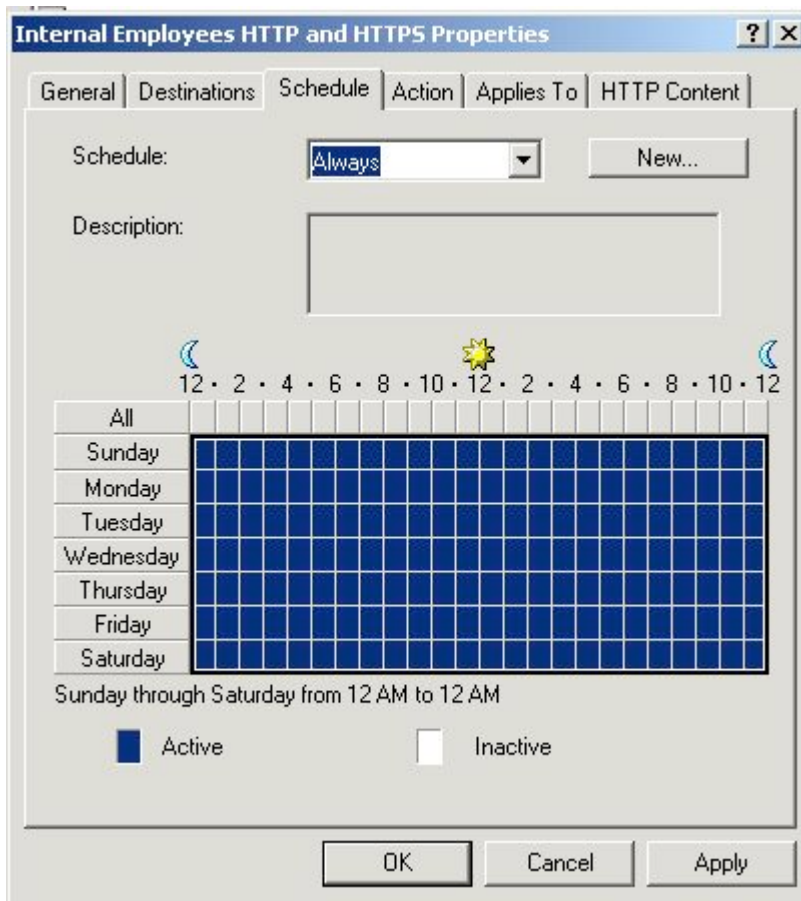 Internal Employees HTTP and HTTPS Properties
General Destinations Schedule Action Applies To HTTP Content
Schedule: Always New...
Description:
12 · 2 · 4 · 6 · 8 · 10 · 12 · 2 · 4 · 6 · 8 · 10 · 12
All
Sunday
Monday
Tuesday
Wednesday
Thursday
Friday
Saturday
Sunday through Saturday from 12 AM to 12 AM
Active Inactive
OK Cancel Apply